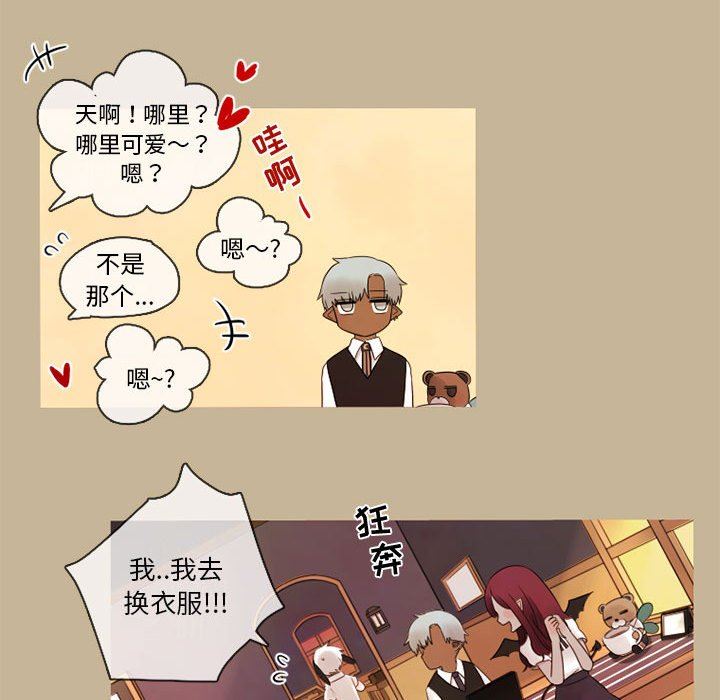 天啊！哪里？
哪里可爱～？
嗯？
哇啊～
嗯～?
不是
那个...
嗯~?
狂奔
我..我去
换衣服!!!